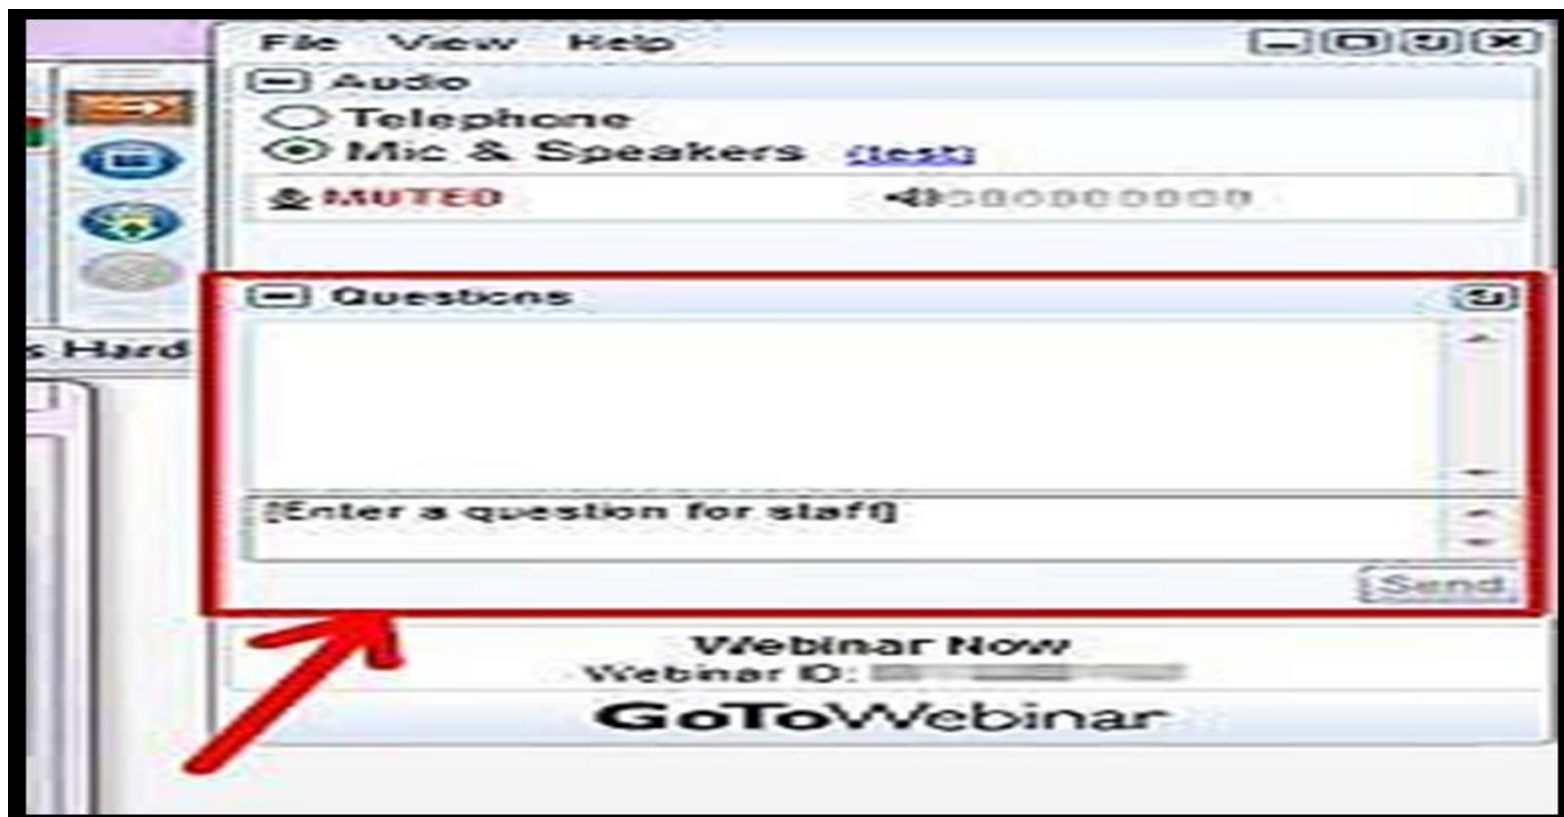 File View Help
Audio
Telephone
Mic & Speakers (test)
MUTED
Questions
s Hard
[Enter a question for staff]
Send
Webinar Now
Webinar ID:
GoToWebinar